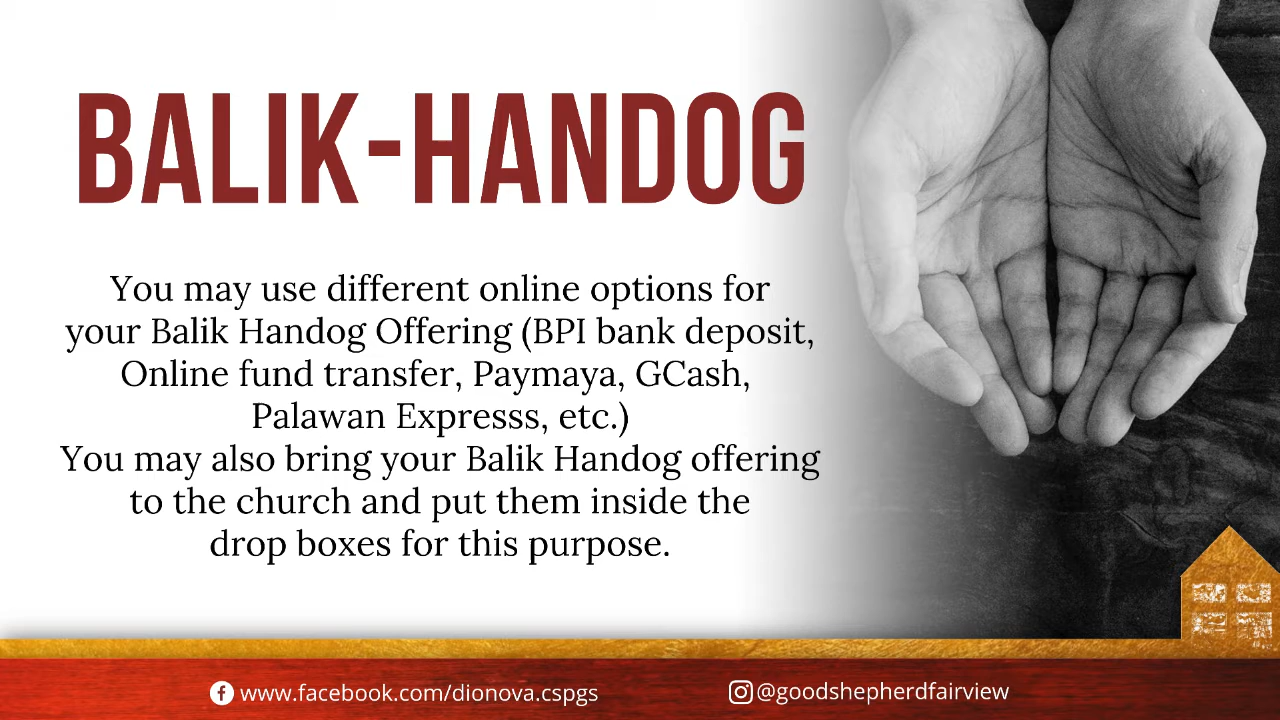 BALIK-HANDOG
You may use different online options for
your Balik Handog Offering (BPI bank deposit,
Online fund transfer, Paymaya, GCash,
Palawan Expresss, etc.)
You may also bring your Balik Handog offering
to the church and put them inside the
drop boxes for this purpose.
www.facebook.com/dionova.cspgs
@goodshepherdfairview